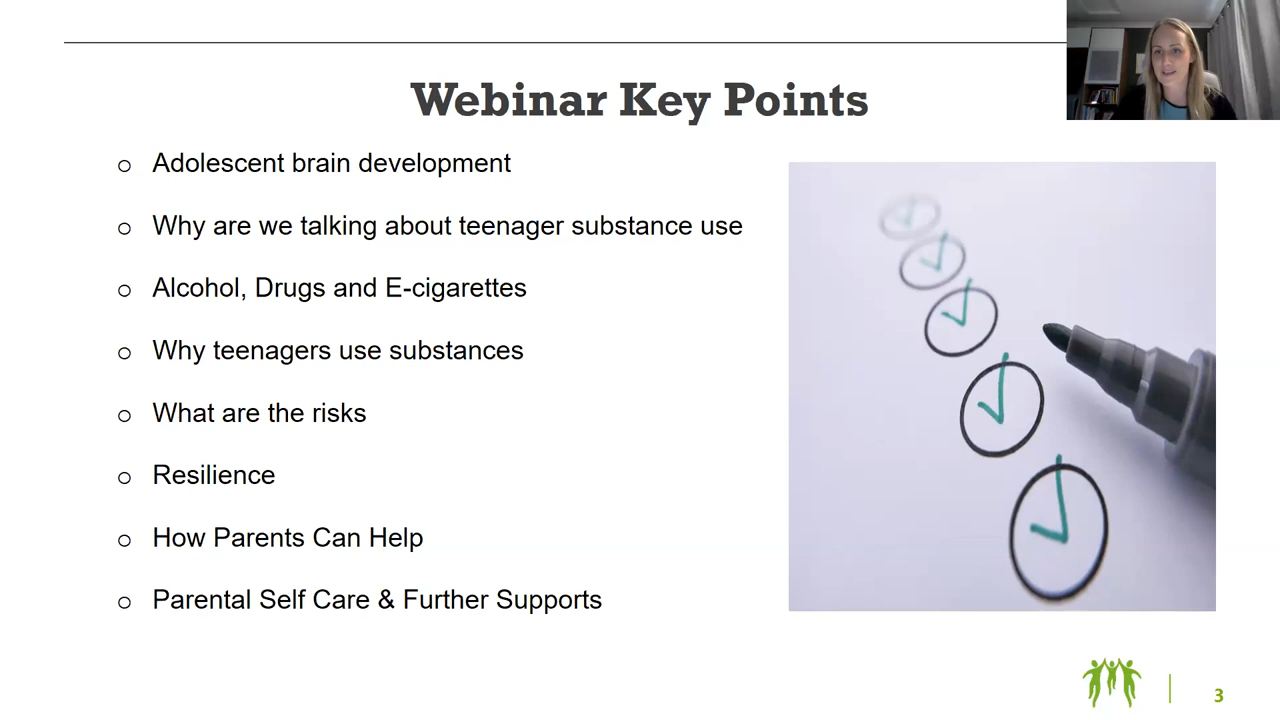 Webinar Key Points
o Adolescent brain development
o Why are we talking about teenager substance use
o Alcohol, Drugs and E-cigarettes
o Why teenagers use substances
o What are the risks
o Resilience
o How Parents Can Help
o Parental Self Care & Further Supports
3